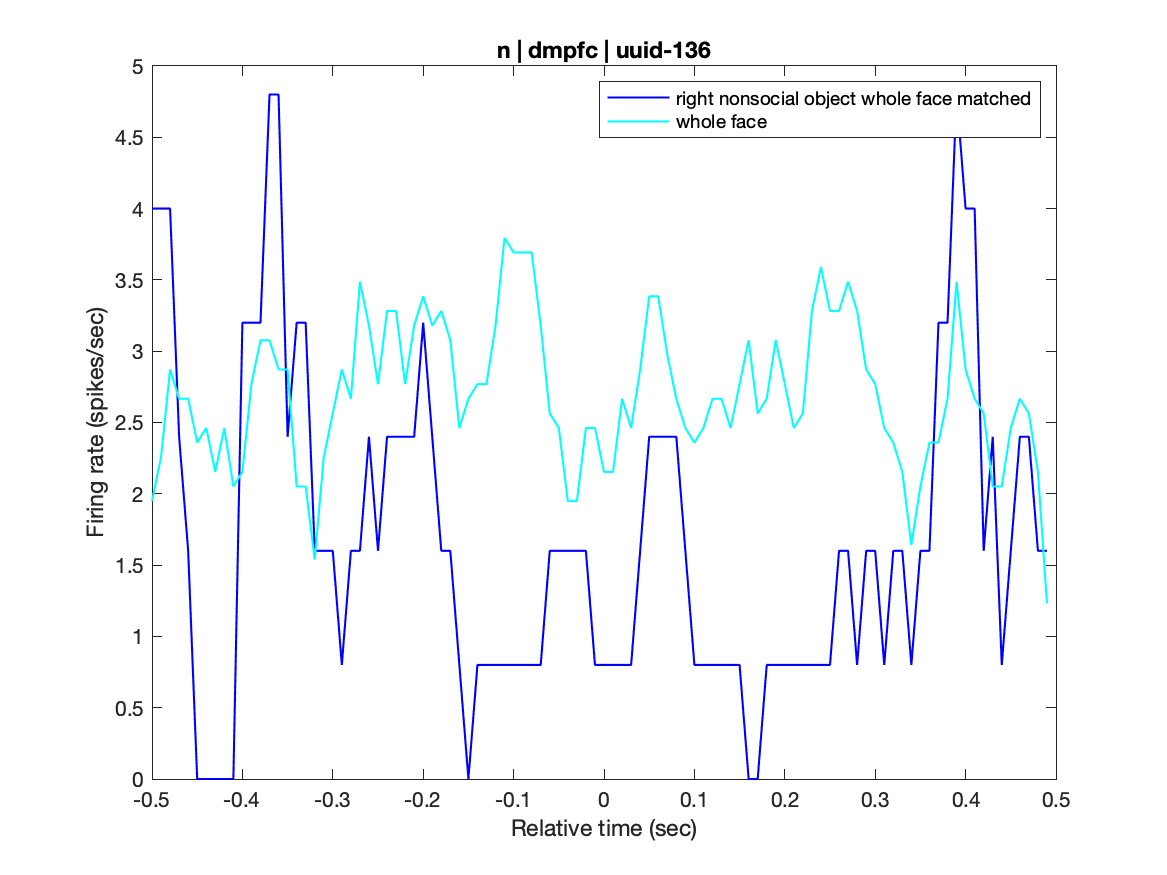 n | dmpfc | uuid-136
right nonsocial object whole face matched
whole face
5
4.5
4
3.5
3
2.5
2
1.5
1
0.5
0
Firing rate (spikes/sec)
-0.5 -0.4 -0.3 -0.2 -0.1 0 0.1 0.2 0.3 0.4 0.5
Relative time (sec)